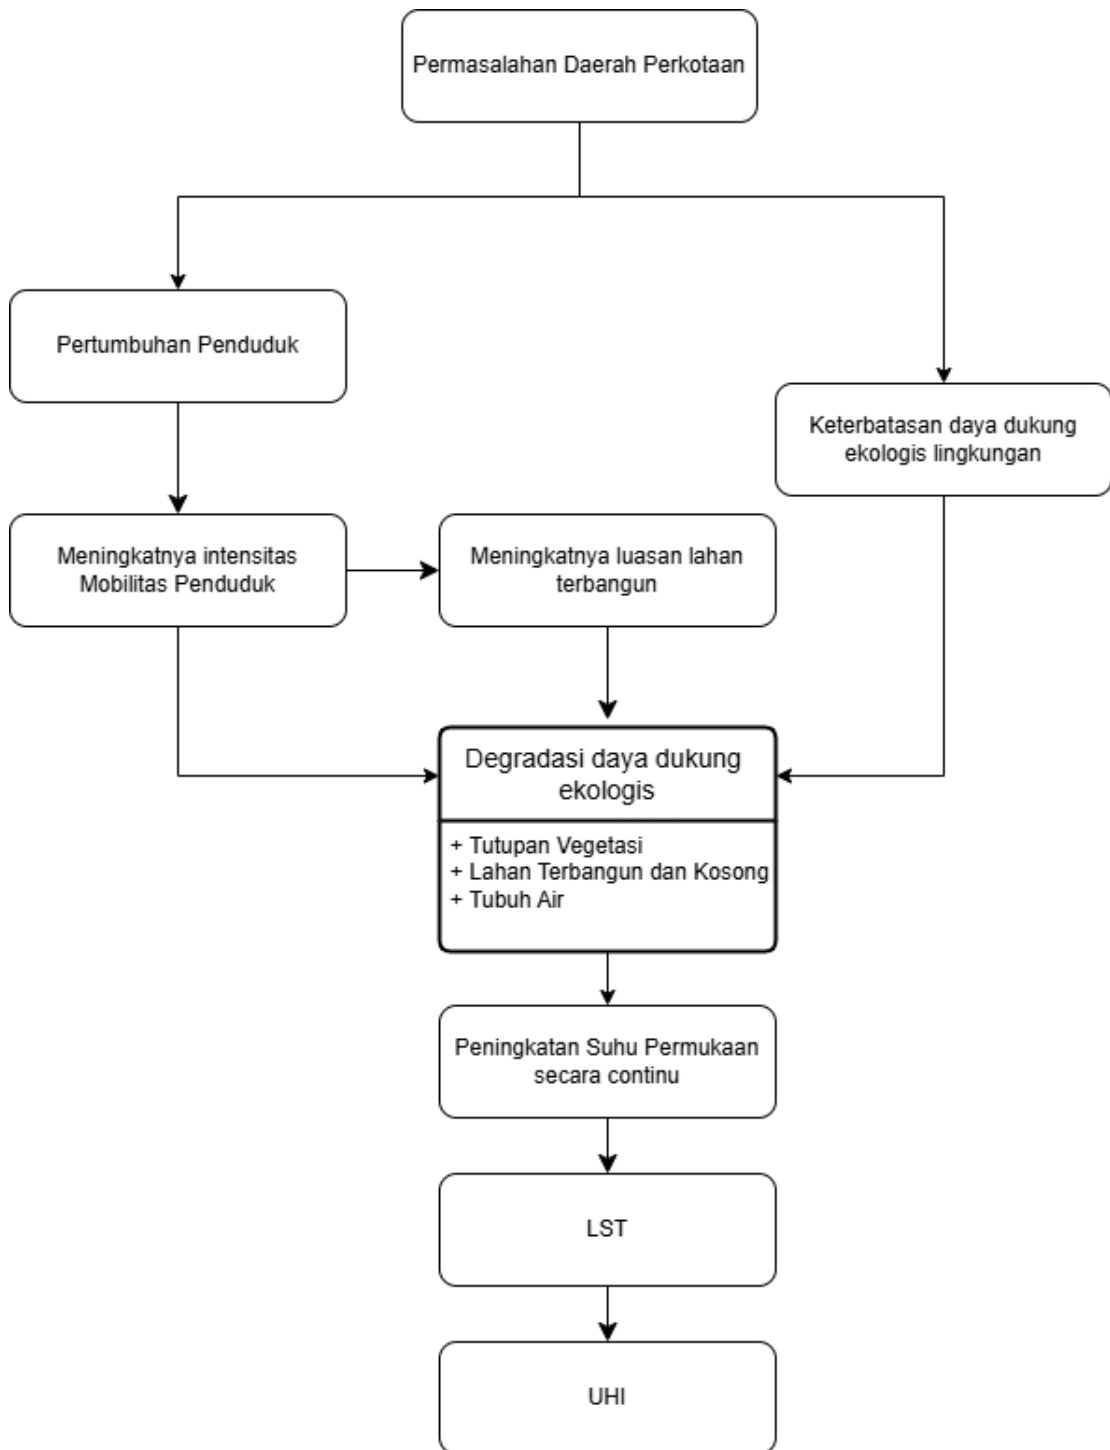 Permasalahan Daerah Perkotaan
Pertumbuhan Penduduk
Keterbatasan daya dukung
ekologis lingkungan
Meningkatnya intensitas
Mobilitas Penduduk
Meningkatnya luasan lahan
terbangun
Degradasi daya dukung
ekologis
+ Tutupan Vegetasi
+ Lahan Terbangun dan Kosong
+ Tubuh Air
Peningkatan Suhu Permukaan
secara continu
LST
UHI